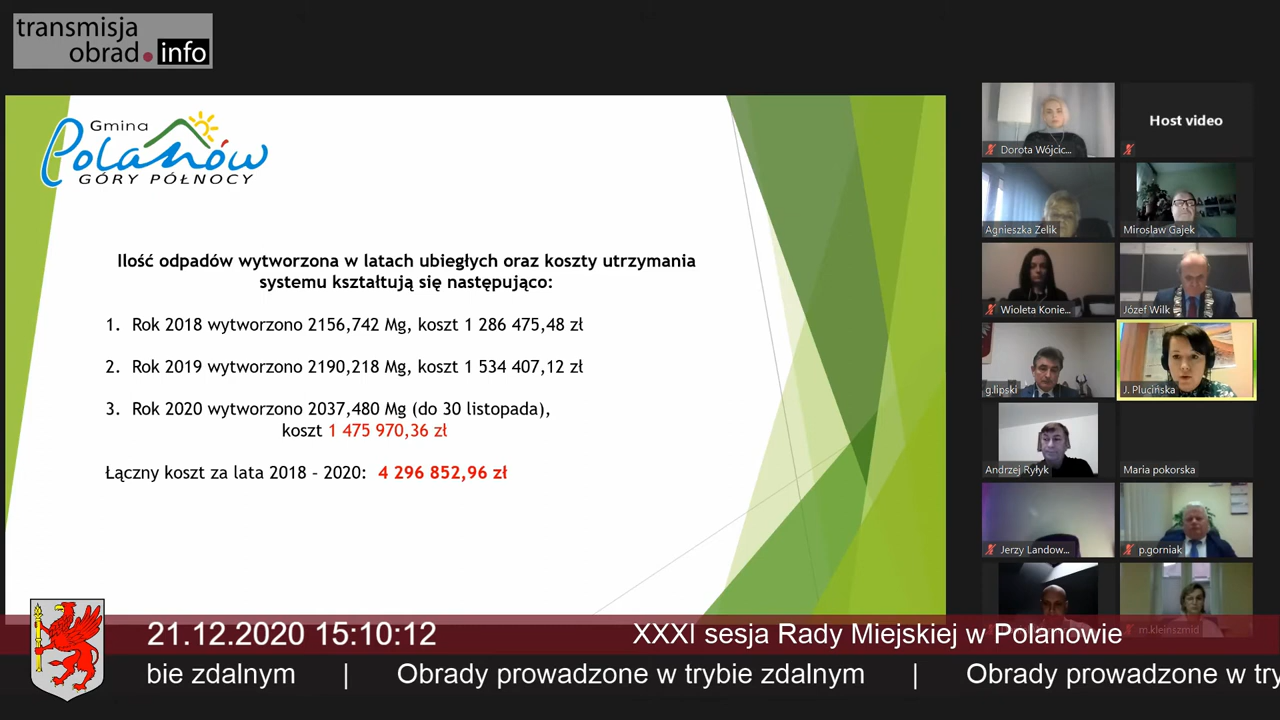 transmisja
obrad.info
Gmina
Polanów
GÓRY PÓŁNOCY
Ilość odpadów wytworzona w latach ubiegłych oraz koszty utrzymania
systemu kształtują się następująco:
1. Rok 2018 wytworzono 2156,742 Mg, koszt 1 286 475,48 zł
2. Rok 2019 wytworzono 2190,218 Mg, koszt 1 534 407,12 zł
3. Rok 2020 wytworzono 2037,480 Mg (do 30 listopada),
koszt 1 475 970,36 zł
Łączny koszt za lata 2018 - 2020: 4 296 852,96 zł
Dorota Wójcic...
Host video
Agnieszka Zelik
Miroslaw Gajek
Wioleta Konie...
Józef Wilk
g.lipski
J. Plucińska
Andrzej Ryłyk
Maria pokorska
Jerzy Landow...
p.gorniak
m.kleinszmid
21.12.2020 15:10:12
XXXI sesja Rady Miejskiej w Polanowie
bie zdalnym | Obrady prowadzone w trybie zdalnym | Obrady prowadzone w try